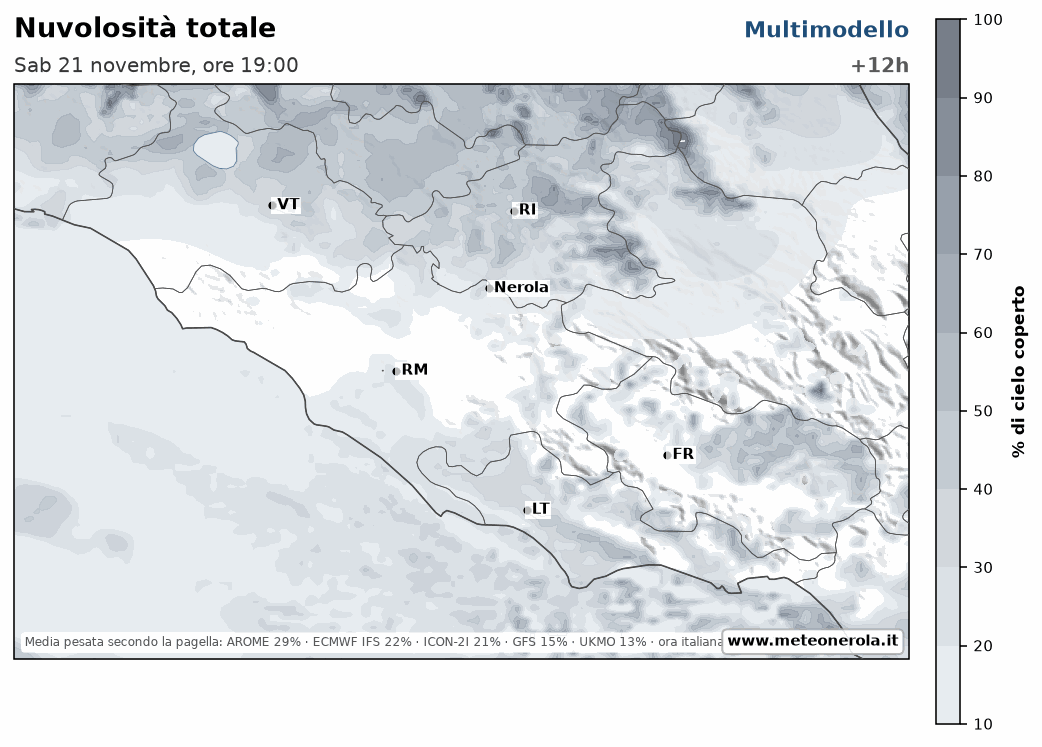 Nuvolosità totale
Multimodello
Sab 21 novembre, ore 19:00
+12h
100
90
80
70
60
50
40
30
20
10
% di cielo coperto
VT
RI
Nerola
RM
FR
LT
Media pesata secondo la pagella: AROME 29% · ECMWF IFS 22% · ICON-2I 21% · GFS 15% · UKMO 13% · ora italiana
www.meteonerola.it